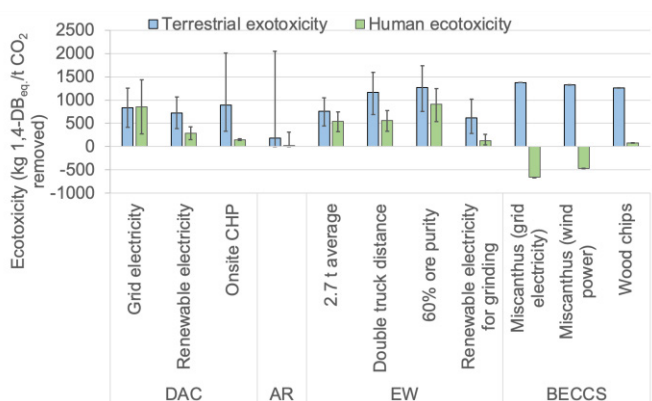 Terrestrial exotoxicity
Human ecotoxicity
Ecotoxicity (kg 1,4-DBeq./t CO2
removed)
2500
2000
1500
1000
500
0
-500
-1000
Grid electricity
Renewable electricity
Onsite CHP
2.7 t average
Double truck distance
60% ore purity
Renewable electricity
for grinding
Miscanthus (grid
electricity)
Miscanthus (wind
power)
Wood chips
DAC
AR
EW
BECCS